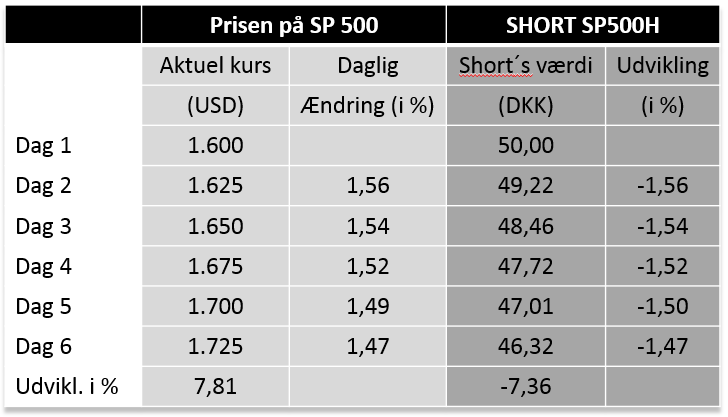 Prisen på SP 500 SHORT SP500H
Aktuel kurs Daglig Short´s værdi Udvikling
(USD) Ændring (i %) (DKK) (i %)
Dag 1 1.600 50,00
Dag 2 1.625 1,56 49,22 -1,56
Dag 3 1.650 1,54 48,46 -1,54
Dag 4 1.675 1,52 47,72 -1,52
Dag 5 1.700 1,49 47,01 -1,50
Dag 6 1.725 1,47 46,32 -1,47
Udvikl. i % 7,81 -7,36